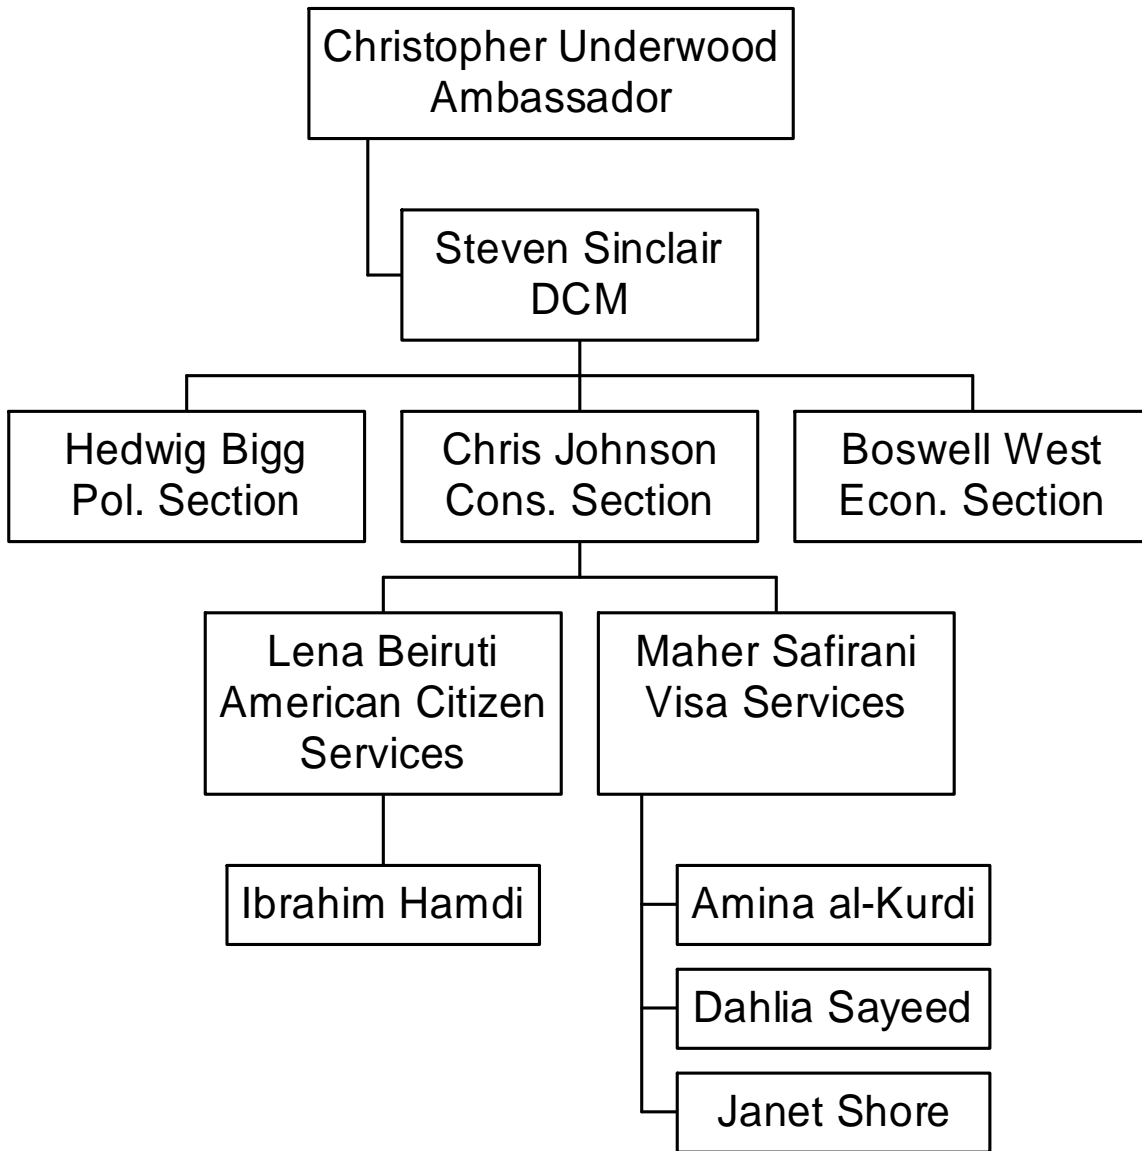 Christopher Underwood
Ambassador
Steven Sinclair
DCM
Hedwig Bigg
Pol. Section
Chris Johnson
Cons. Section
Boswell West
Econ. Section
Lena Beiruti
American Citizen
Services
Maher Safirani
Visa Services
Ibrahim Hamdi
Amina al-Kurdi
Dahlia Sayeed
Janet Shore